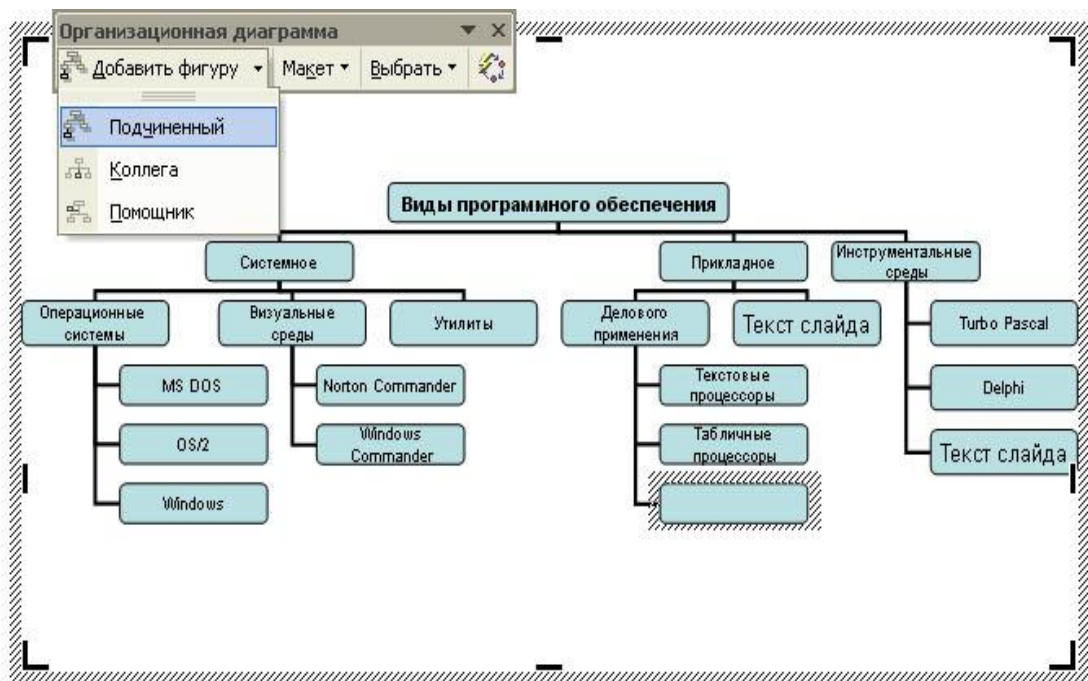 Организационная диаграмма
Добавить фигуру
Макет
Выбрать
Подчиненный
Коллега
Помощник
Виды программного обеспечения
Системное
Прикладное
Инструментальные
среды
Операционные
системы
Визуальные
среды
Утилиты
Делового
применения
Текст слайда
Turbo Pascal
MS DOS
Norton Commander
Текстовые
процессоры
Delphi
OS/2
Windows
Commander
Табличные
процессоры
Текст слайда
Windows